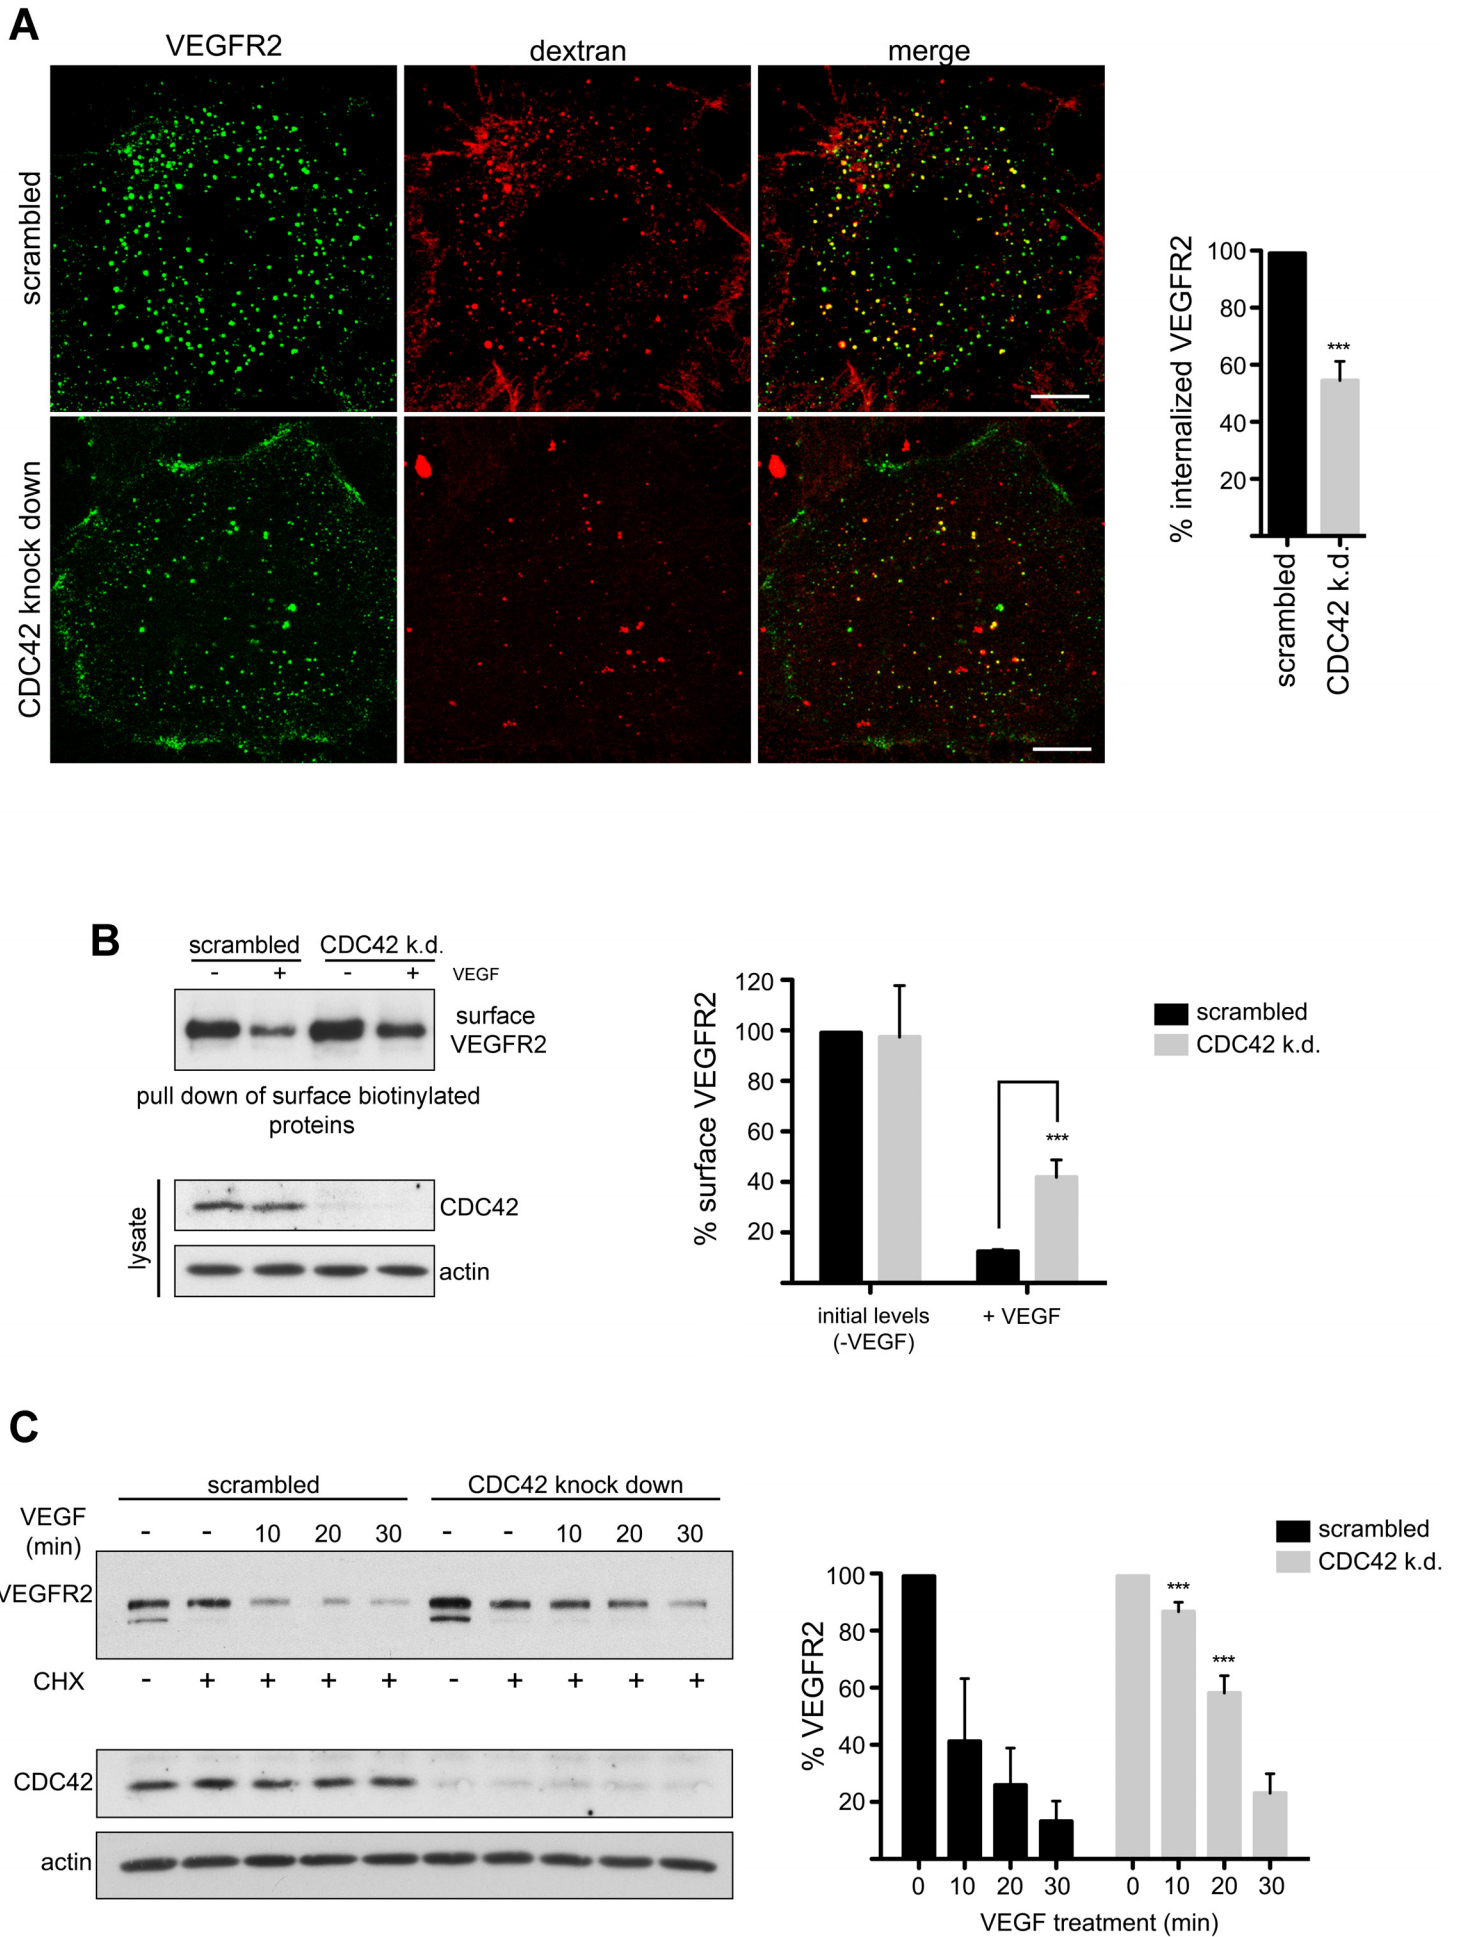 A
VEGFR2
dextran
merge
scrambled
CDC42 knock down
% internalized VEGFR2
100
80
60
40
20
***
scrambled
CDC42 k.d.
B
scrambled
CDC42 k.d.
- + - + VEGF
surface
VEGFR2
pull down of surface biotinylated
proteins
lysate
CDC42
actin
% surface VEGFR2
120
100
80
60
40
20
***
initial levels
(-VEGF)
+ VEGF
scrambled
CDC42 k.d.
C
scrambled
CDC42 knock down
VEGF
(min)
- - 10 20 30 - - 10 20 30
VEGFR2
CHX - + + + + - + + + +
CDC42
actin
% VEGFR2
100
80
60
40
20
***
***
0 10 20 30 0 10 20 30
VEGF treatment (min)
scrambled
CDC42 k.d.